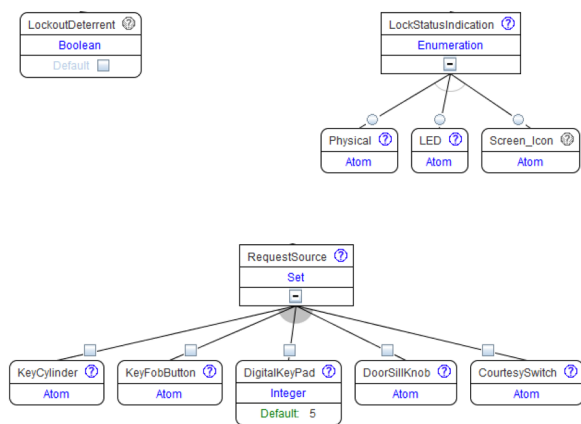 LockoutDeterrent ?
Boolean
Default
LockStatusIndication ?
Enumeration
Physical ?
Atom
LED ?
Atom
Screen_Icon ?
Atom
RequestSource ?
Set
KeyCylinder ?
Atom
KeyFobButton ?
Atom
DigitalKeyPad ?
Integer
Default: 5
DoorSillKnob ?
Atom
CourtesySwitch ?
Atom